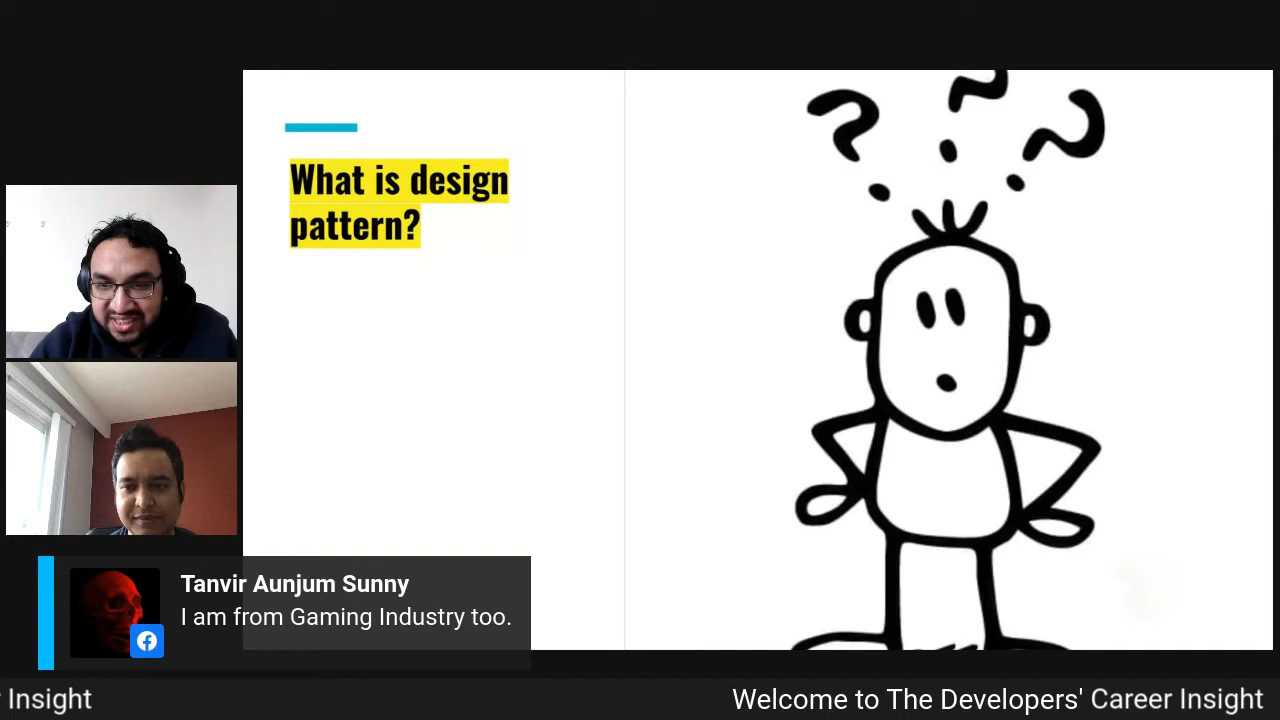 What is design
pattern?
Tanvir Aunjum Sunny
I am from Gaming Industry too.
Insight
Welcome to The Developers' Career Insight